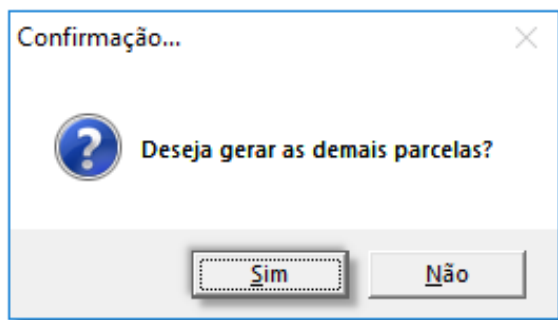 Confirmação...
Deseja gerar as demais parcelas?
Sim
Não